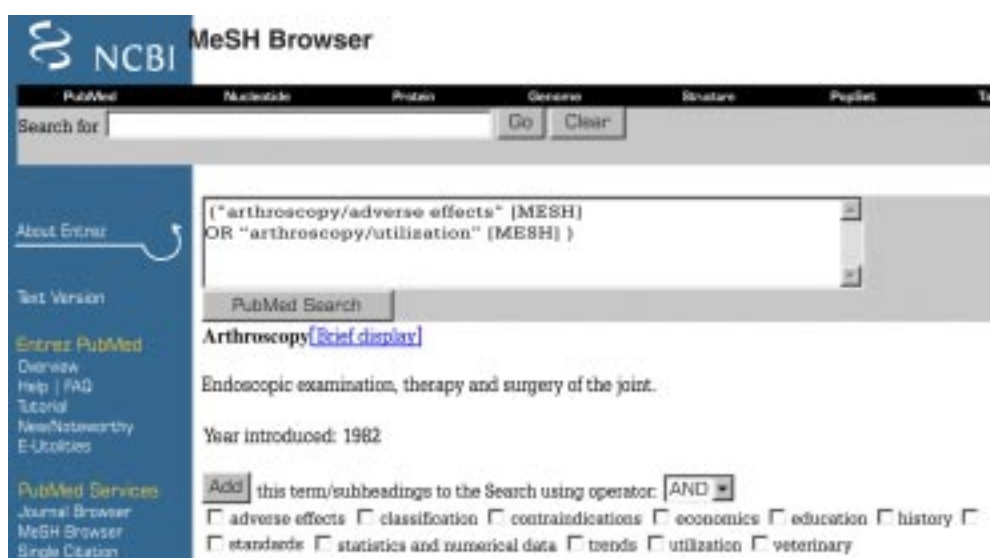 NCBI
MeSH Browser
PubMed Nucleotide Protein Genome Structure PopSet
Search for Go Clear
("arthroscopy/adverse effects" [MESH]
OR "arthroscopy/utilization" [MESH] )
About Entrez
Text Version
PubMed Search
Arthroscopy[Brief display]
Entrez PubMed
Overview
Help | FAQ
Tutorial
New/Noteworthy
E-Utilities
Endoscopic examination, therapy and surgery of the joint.
Year introduced: 1982
PubMed Services
Journal Browser
MeSH Browser
Single Citation
Add this term/subheadings to the Search using operator: AND
adverse effects classification contraindications economics education history
standards statistics and numerical data trends utilization veterinary